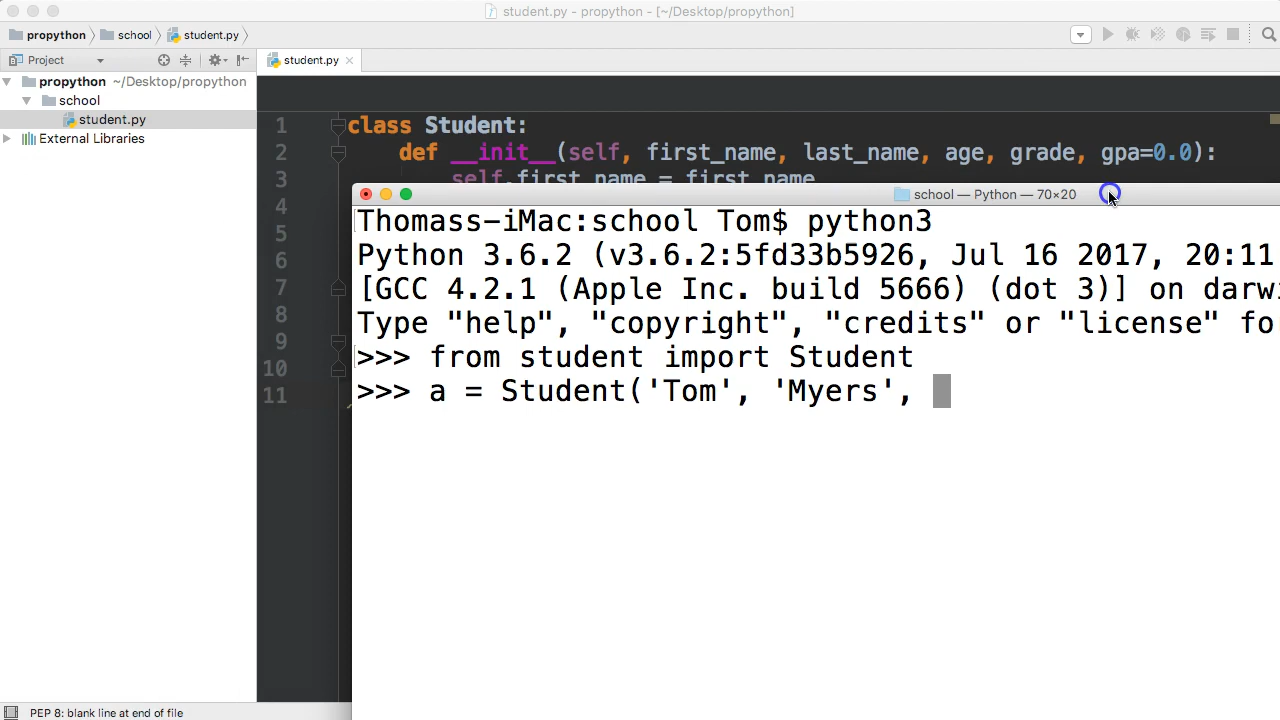 student.py - propython - [~/Desktop/propython]
propython school student.py
Project
student.py
propython ~/Desktop/propython
school
student.py
External Libraries
1 class Student:
2 def __init__(self, first_name, last_name, age, grade, gpa=0.0):
3 self.first_name = first_name
4
5
6
7
8
9
10
11
school — Python — 70×20
Thomass-iMac:school Tom$ python3
Python 3.6.2 (v3.6.2:5fd33b5926, Jul 16 2017, 20:11
[GCC 4.2.1 (Apple Inc. build 5666) (dot 3)] on darwi
Type "help", "copyright", "credits" or "license" fo
>>> from student import Student
>>> a = Student('Tom', 'Myers',
PEP 8: blank line at end of file